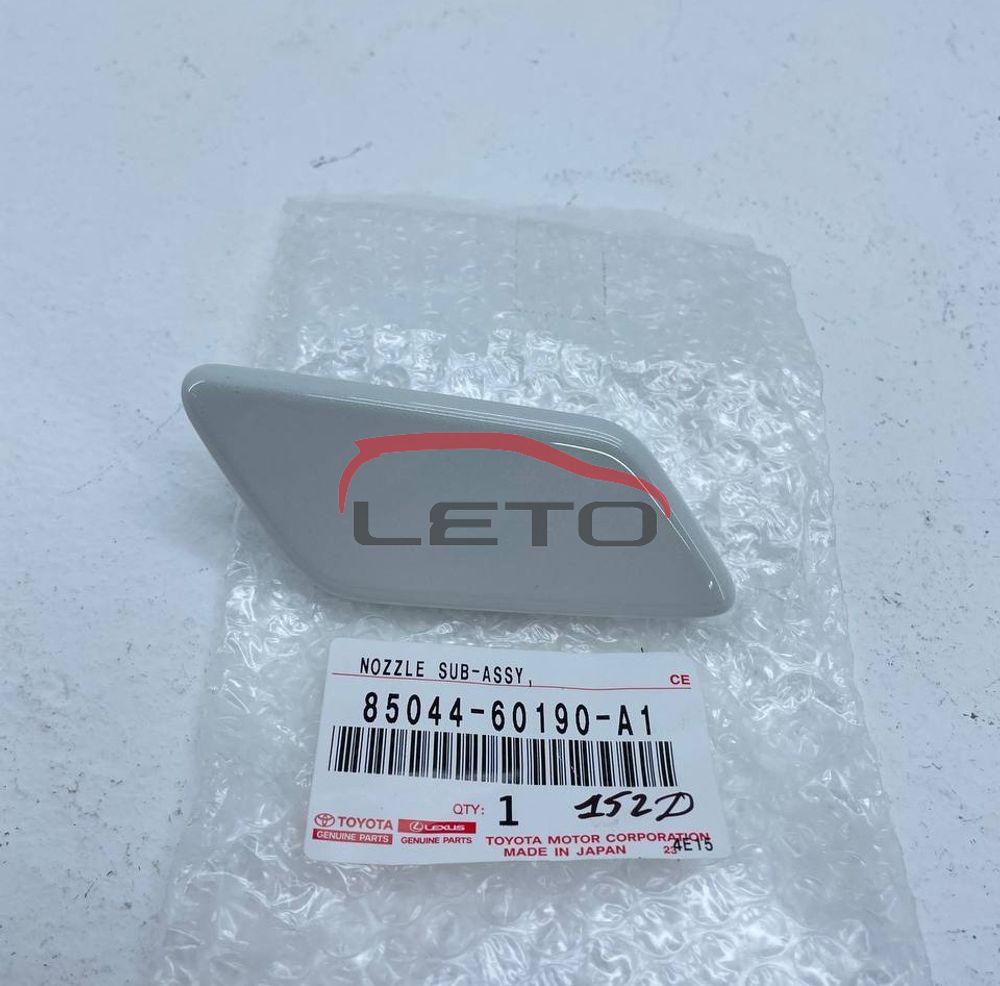 LETO
NOZZLE SUB-ASSY,
CE
85044-60190-A1
QTY: 1 152D
TOYOTA
GENUINE PARTS
LEXUS
GENUINE PARTS
TOYOTA MOTOR CORPORATION
MADE IN JAPAN 23 4E15